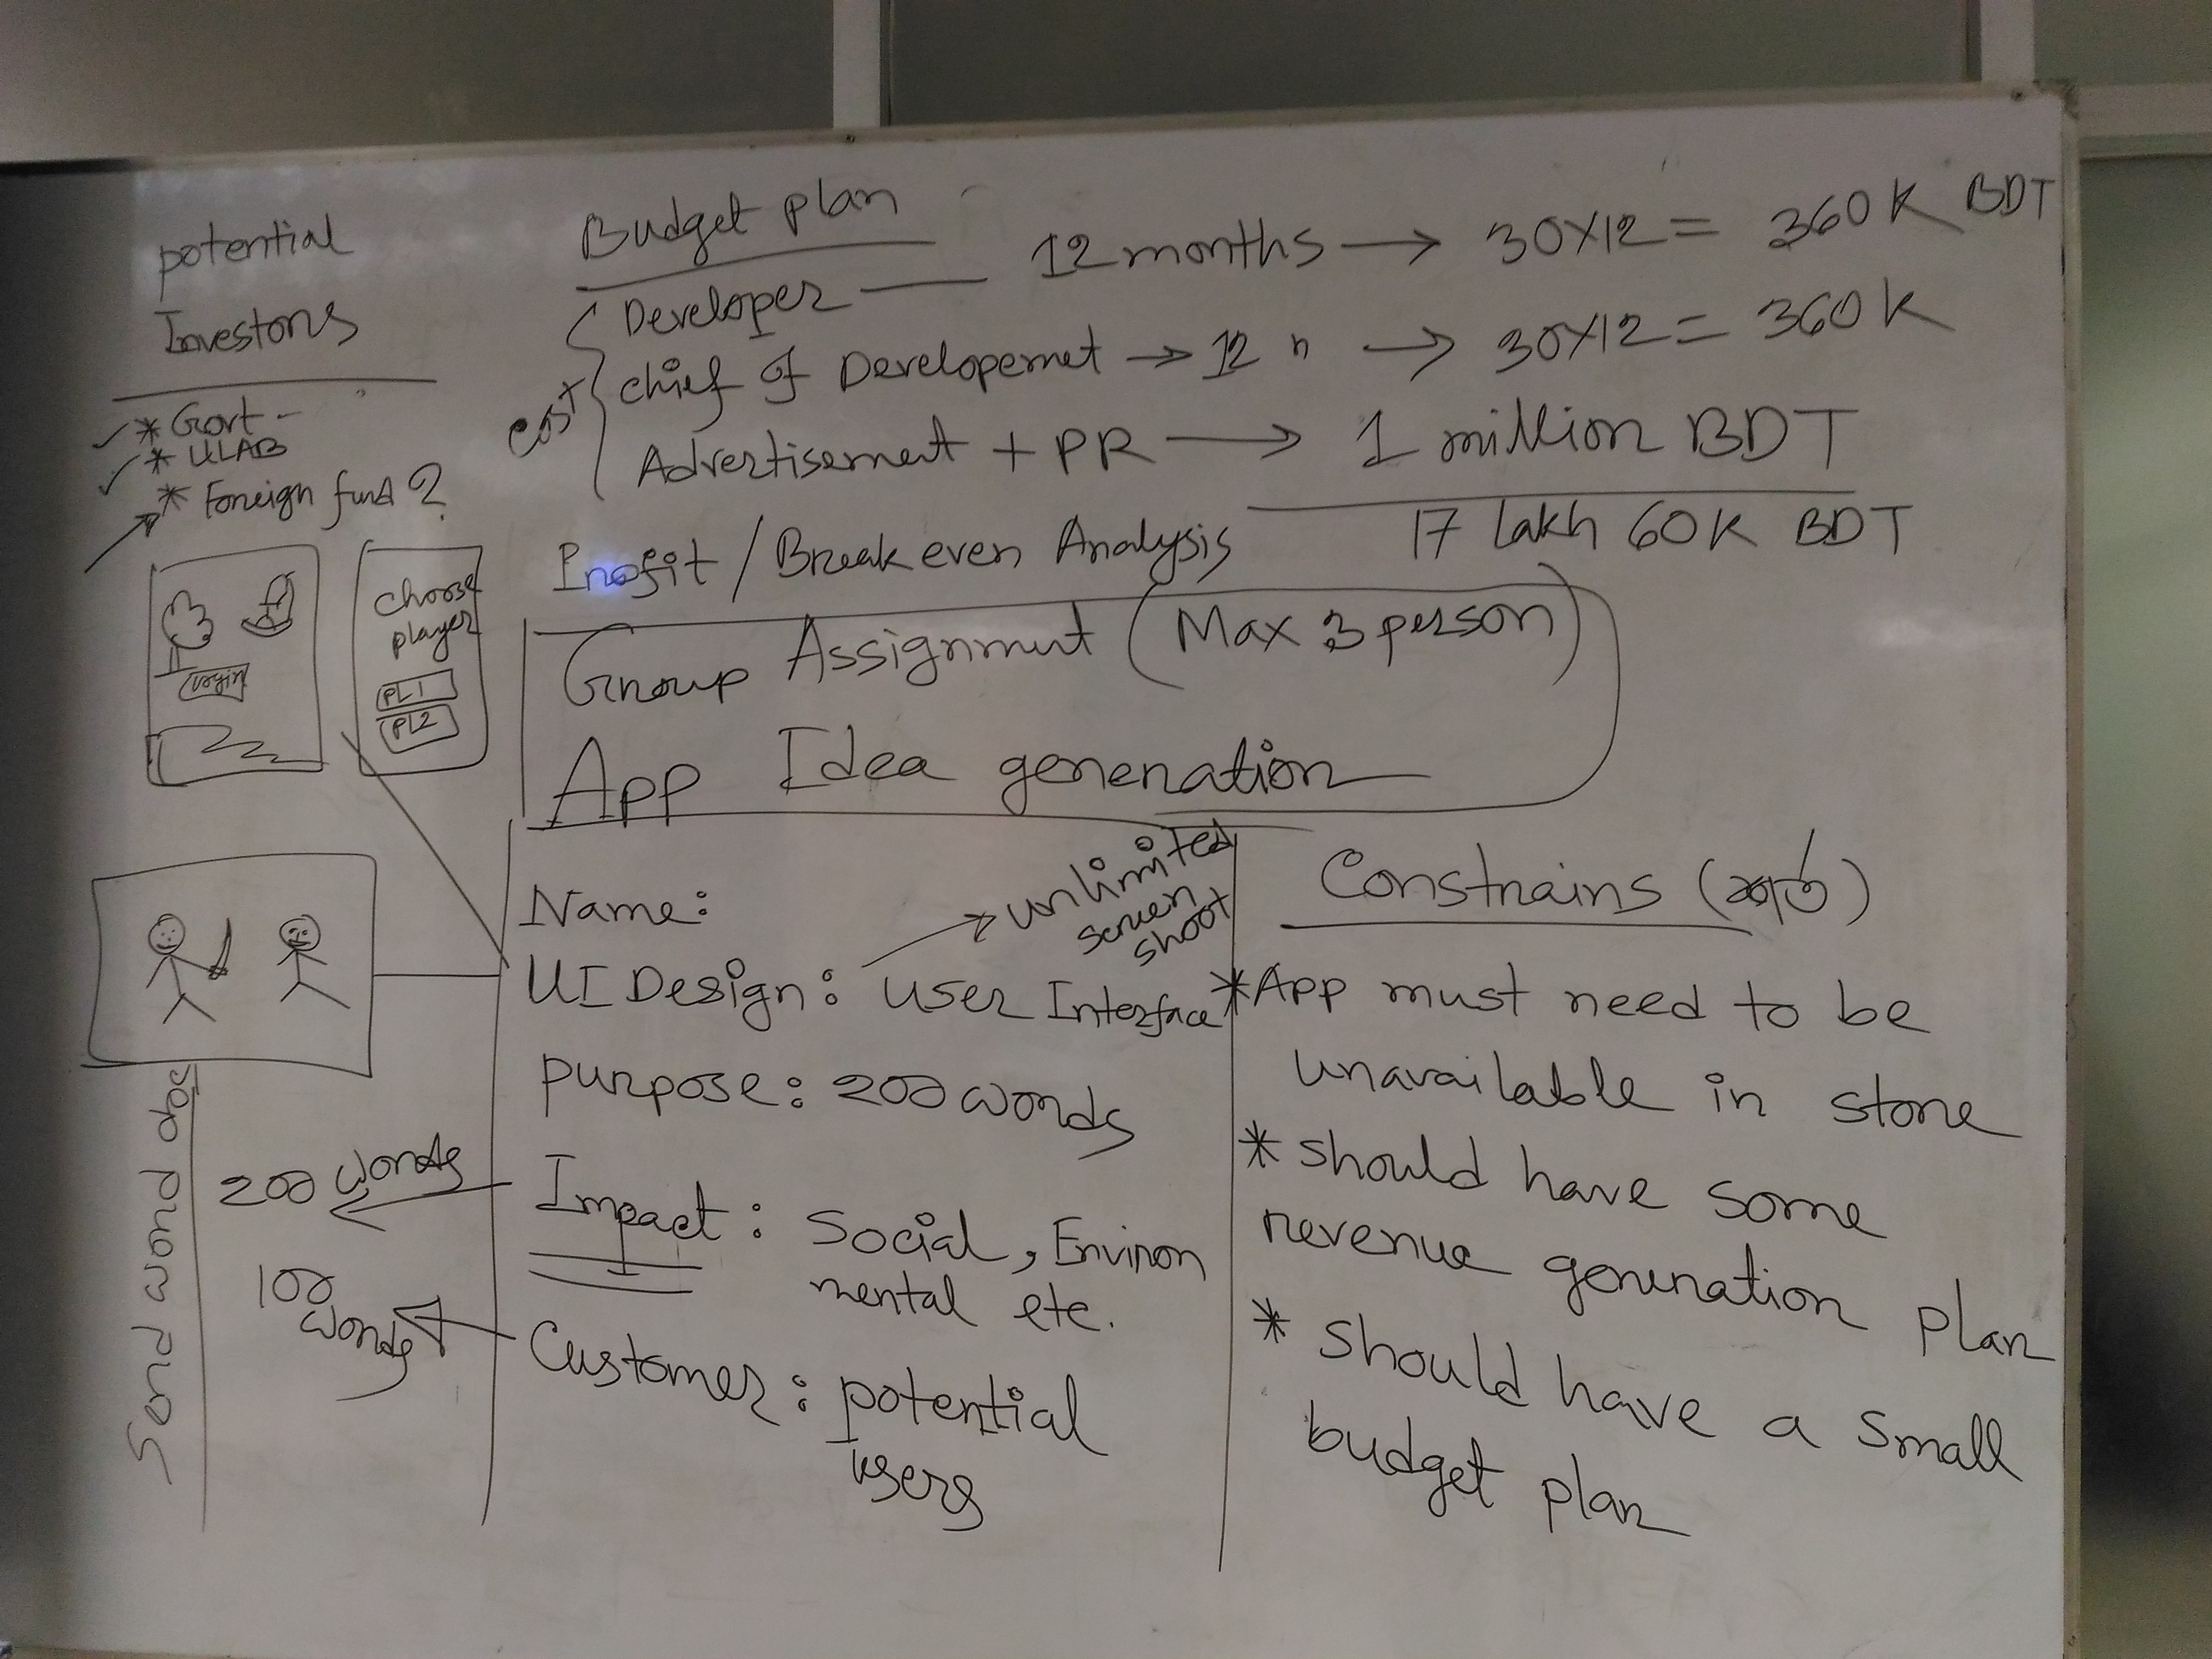 potential
Investors
* Govt -
* ULAB
* Foreign fund ?
Budget plan
Developer — 12 months → 30X12 = 360K BDT
Chief of Developemet → 12 " → 30X12 = 360K
Advertisement + PR → 1 million BDT
cost
17 lakh 60K BDT
Profit / Break even Analysis
Login
choose
player
PL1
PL2
Group Assignment (Max 3 person)
App Idea generation
Name:
UI Design: user Interface
→ unlimited
screen
shoot
purpose: 200 words
Impact: Social, Environ
mental etc.
200 words
Customer: potential
users
100
words
Send word doc
Constrains (শর্ত)
* App must need to be
unavailable in store
* should have some
revenue generation plan
* should have a small
budget plan